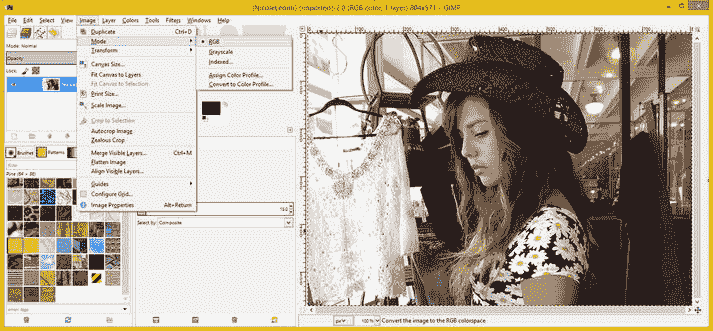 File Edit Select View Image Layer Colors Tools Filters Windows Help
Mode: Normal
Opacity
Lock:
Duplicate Ctrl+D
Mode
Transform
Canvas Size...
Fit Canvas to Layers
Fit Canvas to Selection
Print Size...
Scale Image...
Crop to Selection
Autocrop Image
Zealous Crop
Merge Visible Layers... Ctrl+M
Flatten Image
Align Visible Layers...
Guides
Configure Grid...
Image Properties Alt+Return
RGB
Grayscale
Indexed...
Assign Color Profile...
Convert to Color Profile...
Brushes Patterns
Pine (64 × 56)
Select by: Composite
px 100 % Convert the image to the RGB colorspace